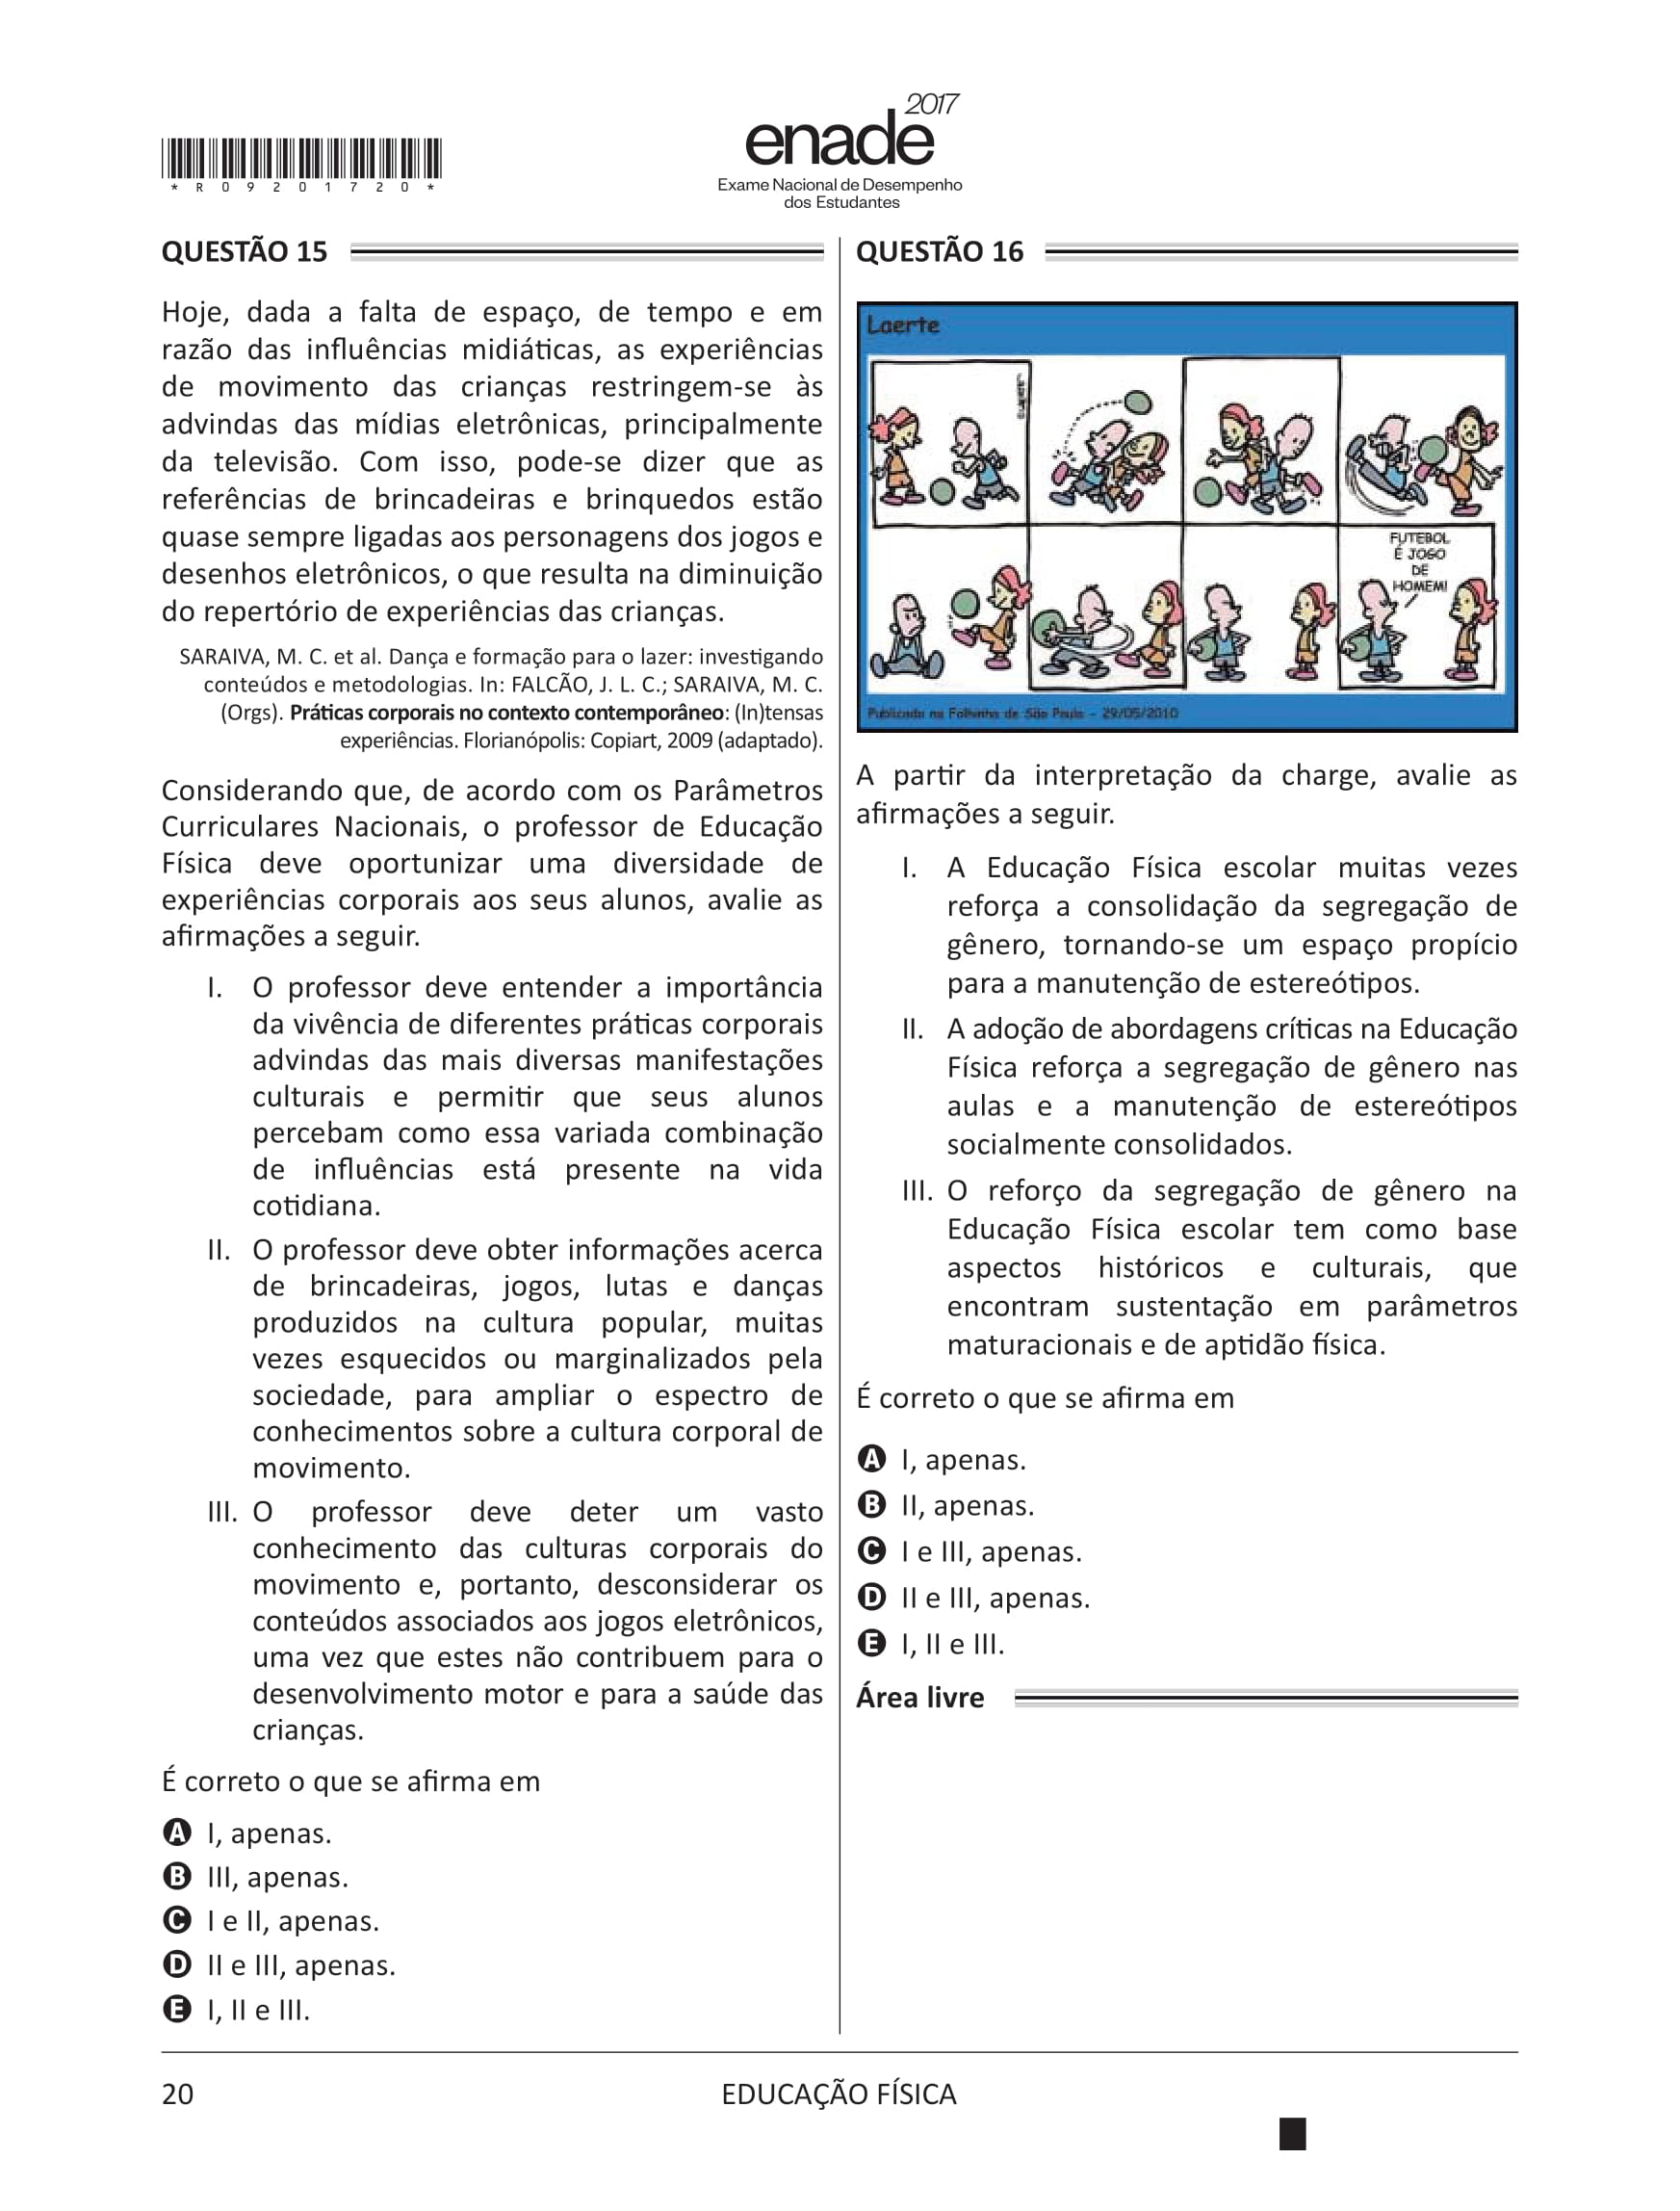 * R 0 9 2 0 1 7 2 0 *
2017
enade
Exame Nacional de Desempenho
dos Estudantes
QUESTÃO 15
Hoje, dada a falta de espaço, de tempo e em
razão das influências midiáticas, as experiências
de movimento das crianças restringem-se às
advindas das mídias eletrônicas, principalmente
da televisão. Com isso, pode-se dizer que as
referências de brincadeiras e brinquedos estão
quase sempre ligadas aos personagens dos jogos e
desenhos eletrônicos, o que resulta na diminuição
do repertório de experiências das crianças.
SARAIVA, M. C. et al. Dança e formação para o lazer: investigando
conteúdos e metodologias. In: FALCÃO, J. L. C.; SARAIVA, M. C.
(Orgs). Práticas corporais no contexto contemporâneo: (In)tensas
experiências. Florianópolis: Copiart, 2009 (adaptado).
Considerando que, de acordo com os Parâmetros
Curriculares Nacionais, o professor de Educação
Física deve oportunizar uma diversidade de
experiências corporais aos seus alunos, avalie as
afirmações a seguir.
I. O professor deve entender a importância
da vivência de diferentes práticas corporais
advindas das mais diversas manifestações
culturais e permitir que seus alunos
percebam como essa variada combinação
de influências está presente na vida
cotidiana.
II. O professor deve obter informações acerca
de brincadeiras, jogos, lutas e danças
produzidos na cultura popular, muitas
vezes esquecidos ou marginalizados pela
sociedade, para ampliar o espectro de
conhecimentos sobre a cultura corporal de
movimento.
III. O professor deve deter um vasto
conhecimento das culturas corporais do
movimento e, portanto, desconsiderar os
conteúdos associados aos jogos eletrônicos,
uma vez que estes não contribuem para o
desenvolvimento motor e para a saúde das
crianças.
É correto o que se afirma em
A I, apenas.
B III, apenas.
C I e II, apenas.
D II e III, apenas.
E I, II e III.
QUESTÃO 16
Laerte
FUTEBOL
É JOGO
DE
HOMEM!
Publicado na Folhinha de São Paulo - 29/05/2010
A partir da interpretação da charge, avalie as
afirmações a seguir.
I. A Educação Física escolar muitas vezes
reforça a consolidação da segregação de
gênero, tornando-se um espaço propício
para a manutenção de estereótipos.
II. A adoção de abordagens críticas na Educação
Física reforça a segregação de gênero nas
aulas e a manutenção de estereótipos
socialmente consolidados.
III. O reforço da segregação de gênero na
Educação Física escolar tem como base
aspectos históricos e culturais, que
encontram sustentação em parâmetros
maturacionais e de aptidão física.
É correto o que se afirma em
A I, apenas.
B II, apenas.
C I e III, apenas.
D II e III, apenas.
E I, II e III.
Área livre
20
EDUCAÇÃO FÍSICA